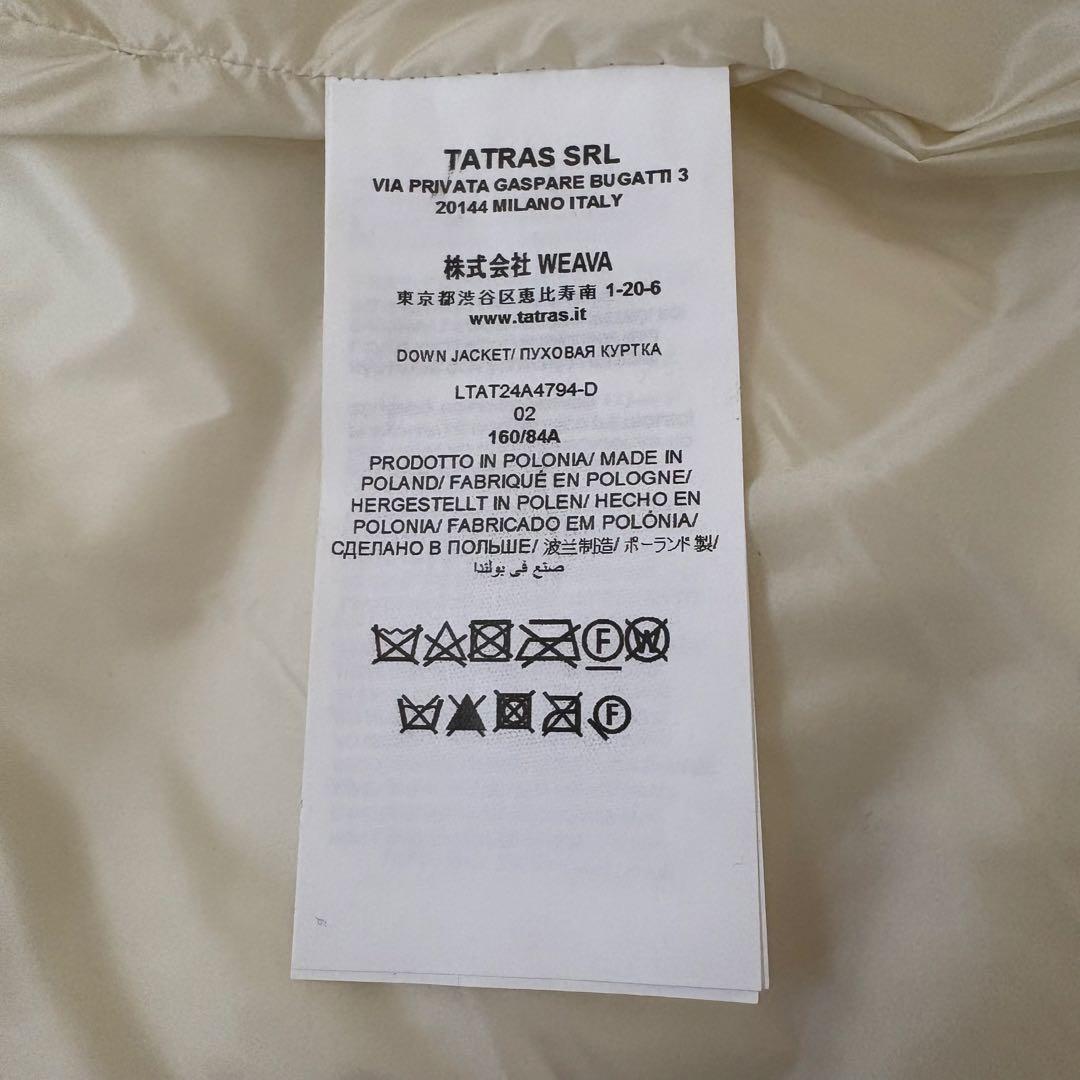 TATRAS SRL
VIA PRIVATA GASPARE BUGATTI 3
20144 MILANO ITALY
株式会社 WEAVA
東京都渋谷区恵比寿南 1-20-6
www.tatras.it
DOWN JACKET/ ПУХОВАЯ КУРТКА
LTAT24A4794-D
02
160/84A
PRODOTTO IN POLONIA/ MADE IN
POLAND/ FABRIQUÉ EN POLOGNE/
HERGESTELLT IN POLEN/ HECHO EN
POLONIA/ FABRICADO EM POLÓNIA/
СДЕЛАНО В ПОЛЬШЕ/ 波兰制造/ ポーランド製/
صنع في بولندا
F W
F